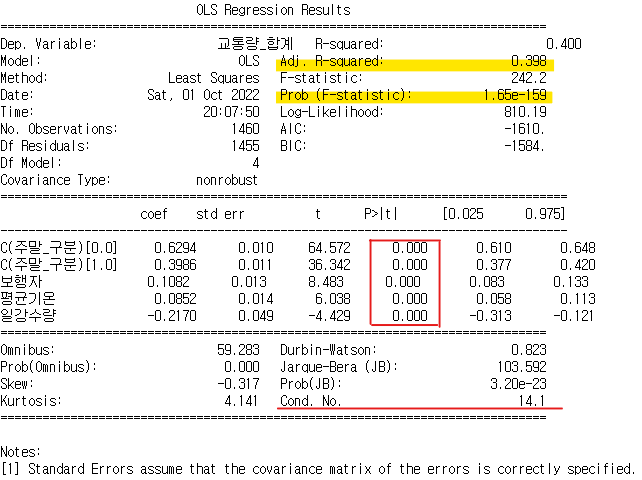 OLS Regression Results
==============================================================================
Dep. Variable: 교통량_합계 R-squared: 0.400
Model: OLS Adj. R-squared: 0.398
Method: Least Squares F-statistic: 242.2
Date: Sat, 01 Oct 2022 Prob (F-statistic): 1.65e-159
Time: 20:07:50 Log-Likelihood: 810.19
No. Observations: 1460 AIC: -1610.
Df Residuals: 1455 BIC: -1584.
Df Model: 4
Covariance Type: nonrobust
==============================================================================
coef std err t P>|t| [0.025 0.975]
------------------------------------------------------------------------------
C(주말_구분)[0.0] 0.6294 0.010 64.572 0.000 0.610 0.648
C(주말_구분)[1.0] 0.3986 0.011 36.342 0.000 0.377 0.420
보행자 0.1082 0.013 8.483 0.000 0.083 0.133
평균기온 0.0852 0.014 6.038 0.000 0.058 0.113
일강수량 -0.2170 0.049 -4.429 0.000 -0.313 -0.121
==============================================================================
Omnibus: 59.283 Durbin-Watson: 0.823
Prob(Omnibus): 0.000 Jarque-Bera (JB): 103.592
Skew: -0.317 Prob(JB): 3.20e-23
Kurtosis: 4.141 Cond. No. 14.1
==============================================================================
Notes:
[1] Standard Errors assume that the covariance matrix of the errors is correctly specified.